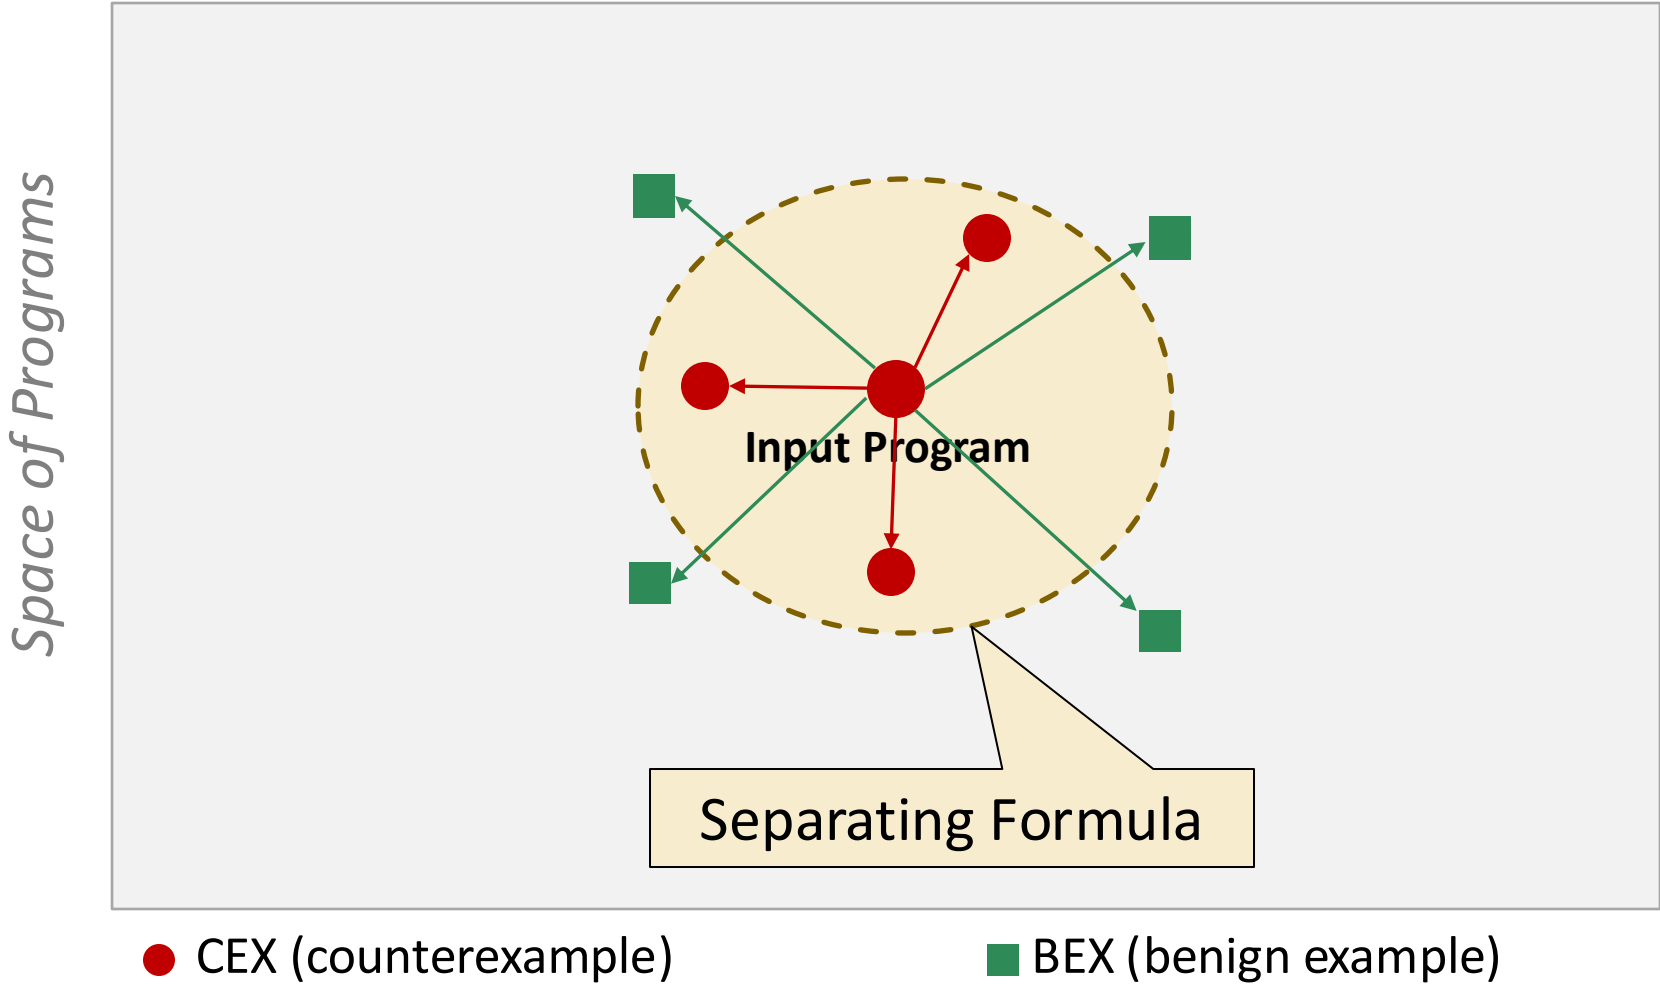 Space of Programs
Input Program
Separating Formula
CEX (counterexample)
BEX (benign example)